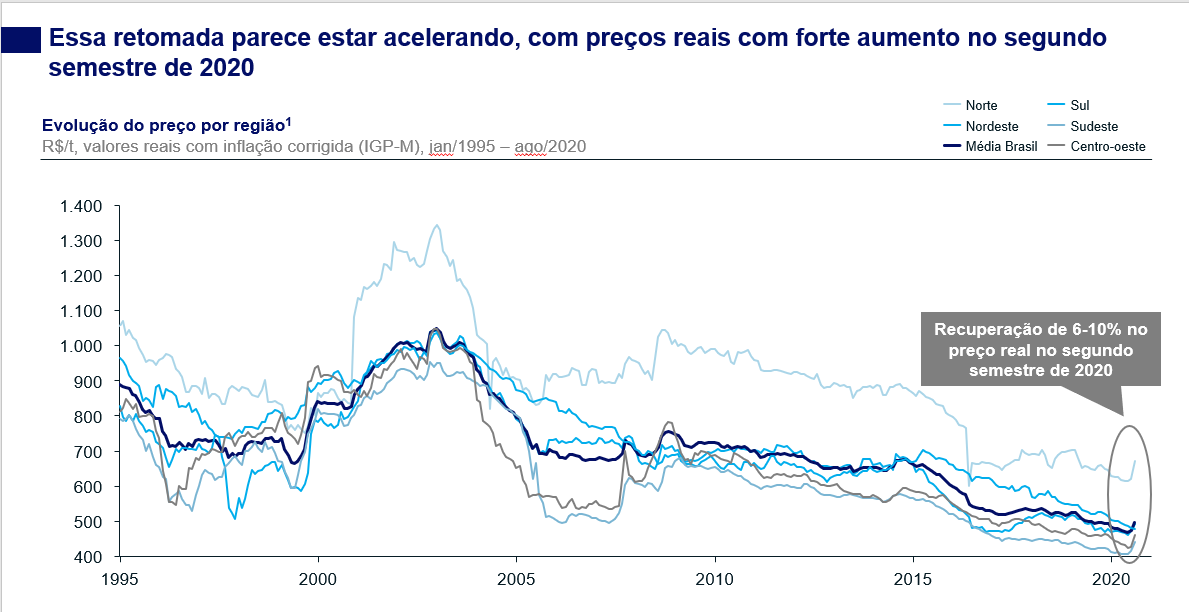 Essa retomada parece estar acelerando, com preços reais com forte aumento no segundo
semestre de 2020
Evolução do preço por região¹
R$/t, valores reais com inflação corrigida (IGP-M), jan/1995 – ago/2020
Norte
Sul
Nordeste
Sudeste
Média Brasil
Centro-oeste
1.400
1.300
1.200
1.100
1.000
900
800
700
600
500
400
Recuperação de 6-10% no
preço real no segundo
semestre de 2020
1995
2000
2005
2010
2015
2020